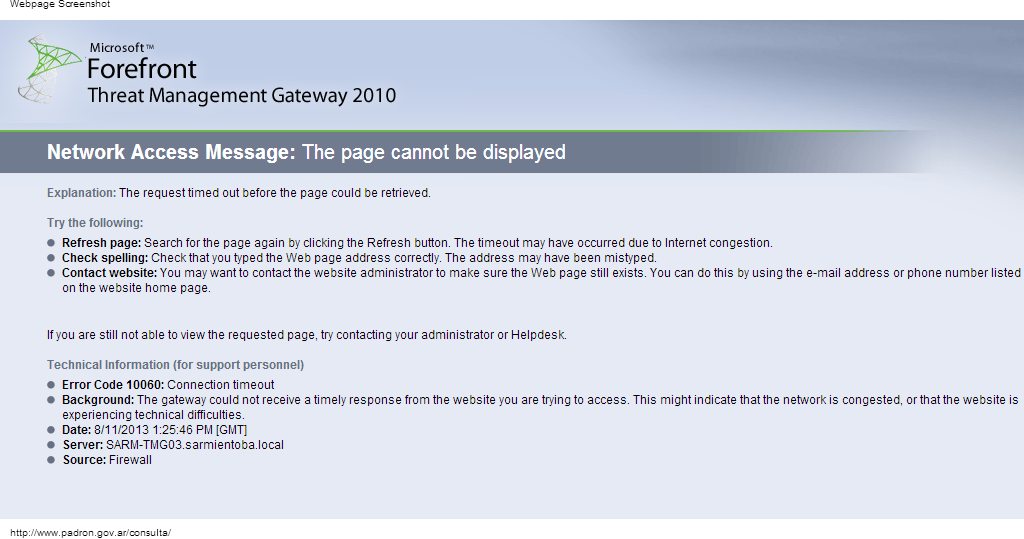 Webpage Screenshot
Microsoft™
Forefront
Threat Management Gateway 2010
Network Access Message: The page cannot be displayed
Explanation: The request timed out before the page could be retrieved.
Try the following:
Refresh page: Search for the page again by clicking the Refresh button. The timeout may have occurred due to Internet congestion.
Check spelling: Check that you typed the Web page address correctly. The address may have been mistyped.
Contact website: You may want to contact the website administrator to make sure the Web page still exists. You can do this by using the e-mail address or phone number listed
on the website home page.
If you are still not able to view the requested page, try contacting your administrator or Helpdesk.
Technical Information (for support personnel)
Error Code 10060: Connection timeout
Background: The gateway could not receive a timely response from the website you are trying to access. This might indicate that the network is congested, or that the website is
experiencing technical difficulties.
Date: 8/11/2013 1:25:46 PM [GMT]
Server: SARM-TMG03.sarmientoba.local
Source: Firewall
http://www.padron.gov.ar/consulta/